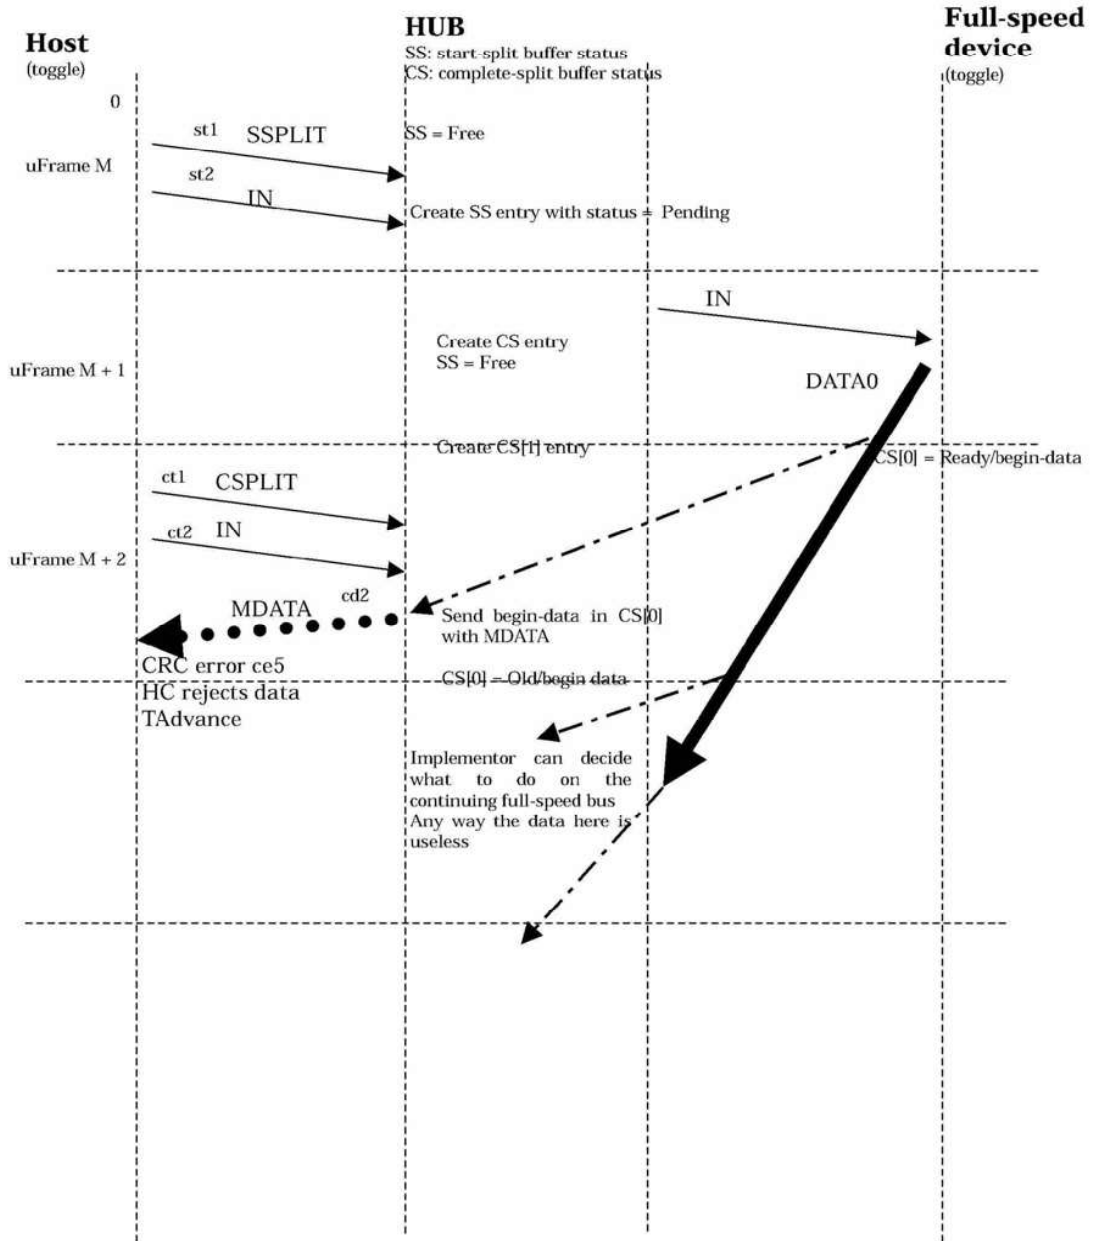 Host
(toggle)
HUB
SS: start-split buffer status
CS: complete-split buffer status
Full-speed
device
(toggle)
0
st1 SSPLIT
SS = Free
uFrame M
st2
IN
Create SS entry with status = Pending
IN
Create CS entry
SS = Free
uFrame M + 1
DATA0
Create CS[1] entry
CS[0] = Ready/begin-data
ct1 CSPLIT
ct2 IN
uFrame M + 2
cd2
MDATA
Send begin-data in CS[0]
with MDATA
CRC error ce5
HC rejects data
TAdvance
CS[0] = Old/begin data
Implementor can decide
what to do on the
continuing full-speed bus
Any way the data here is
useless